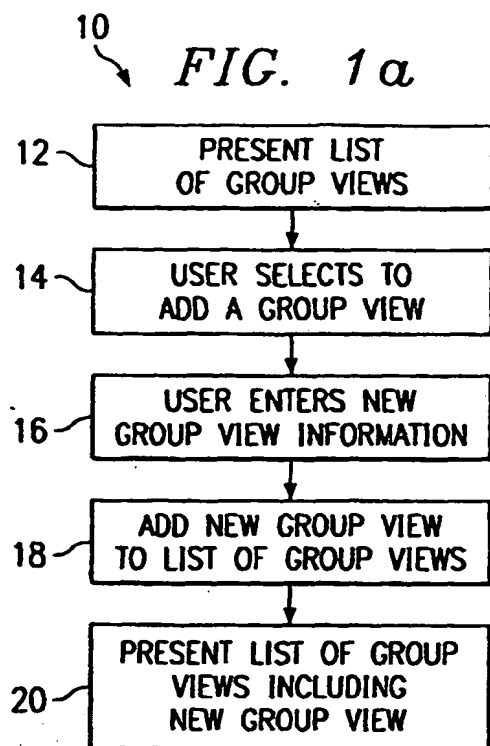 10
FIG. 1a
12
PRESENT LIST
OF GROUP VIEWS
14
USER SELECTS TO
ADD A GROUP VIEW
16
USER ENTERS NEW
GROUP VIEW INFORMATION
18
ADD NEW GROUP VIEW
TO LIST OF GROUP VIEWS
20
PRESENT LIST OF GROUP
VIEWS INCLUDING
NEW GROUP VIEW